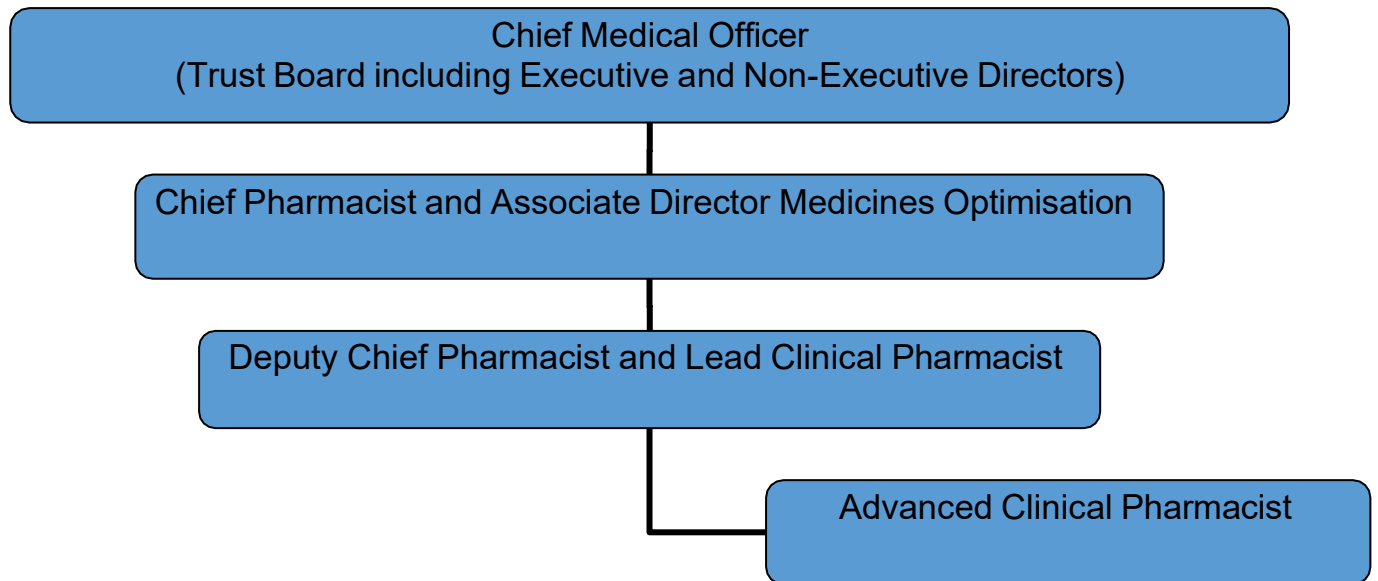 Chief Medical Officer
(Trust Board including Executive and Non-Executive Directors)
Chief Pharmacist and Associate Director Medicines Optimisation
Deputy Chief Pharmacist and Lead Clinical Pharmacist
Advanced Clinical Pharmacist